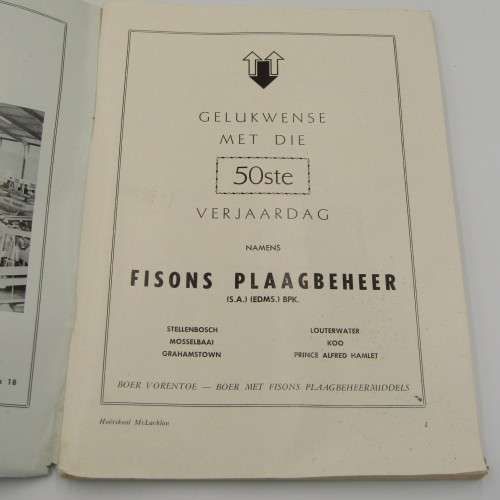 GELUKWENSE
MET DIE
50ste
VERJAARDAG
NAMENS
FISONS PLAAGBEHEER
(S.A.) (EDMS.) BPK.
STELLENBOSCH
MOSSELBAAI
GRAHAMSTOWN
LOUTERWATER
KOO
PRINCE ALFRED HAMLET
BOER VORENTOE — BOER MET FISONS PLAAGBEHEERMIDDELS
Hoërskool McLachlan
18